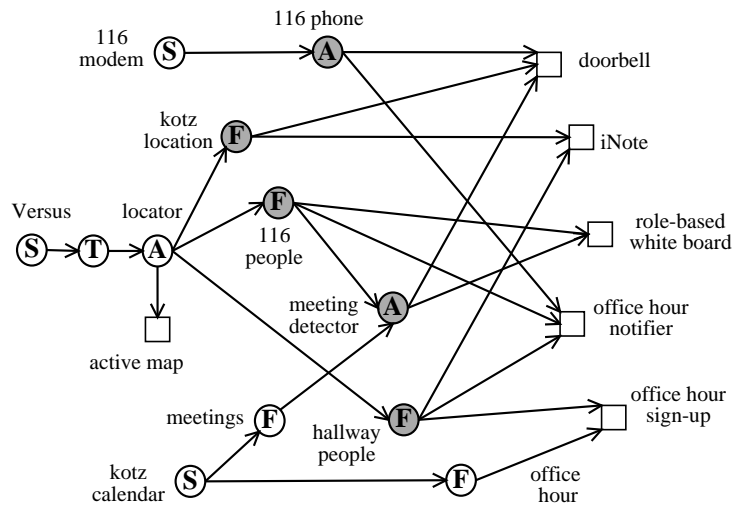 116 phone
116
modem
S
A
doorbell
kotz
location
F
iNote
Versus
locator
F
116
people
role-based
white board
S
T
A
meeting
detector
A
office hour
notifier
active map
meetings
F
hallway
people
F
office hour
sign-up
kotz
calendar
S
F
office
hour